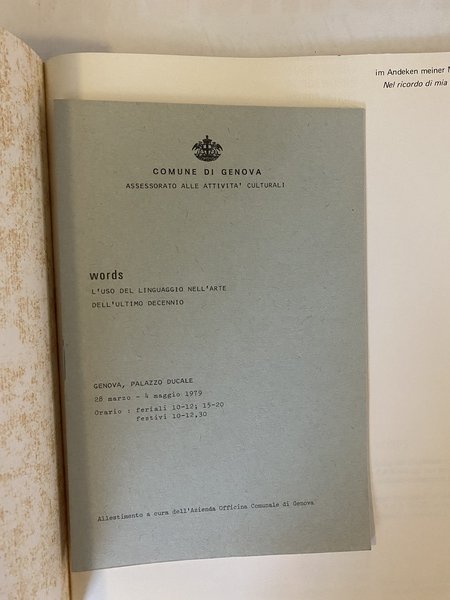 im Andeken meiner
Nel ricordo di mia
COMUNE DI GENOVA
ASSESSORATO ALLE ATTIVITA' CULTURALI
words
L'USO DEL LINGUAGGIO NELL'ARTE
DELL'ULTIMO DECENNIO
GENOVA, PALAZZO DUCALE
28 marzo - 4 maggio 1979
Orario : feriali 10-12; 15-20
festivi 10-12,30
Allestimento a cura dell'Azienda Officina Comunale di Genova